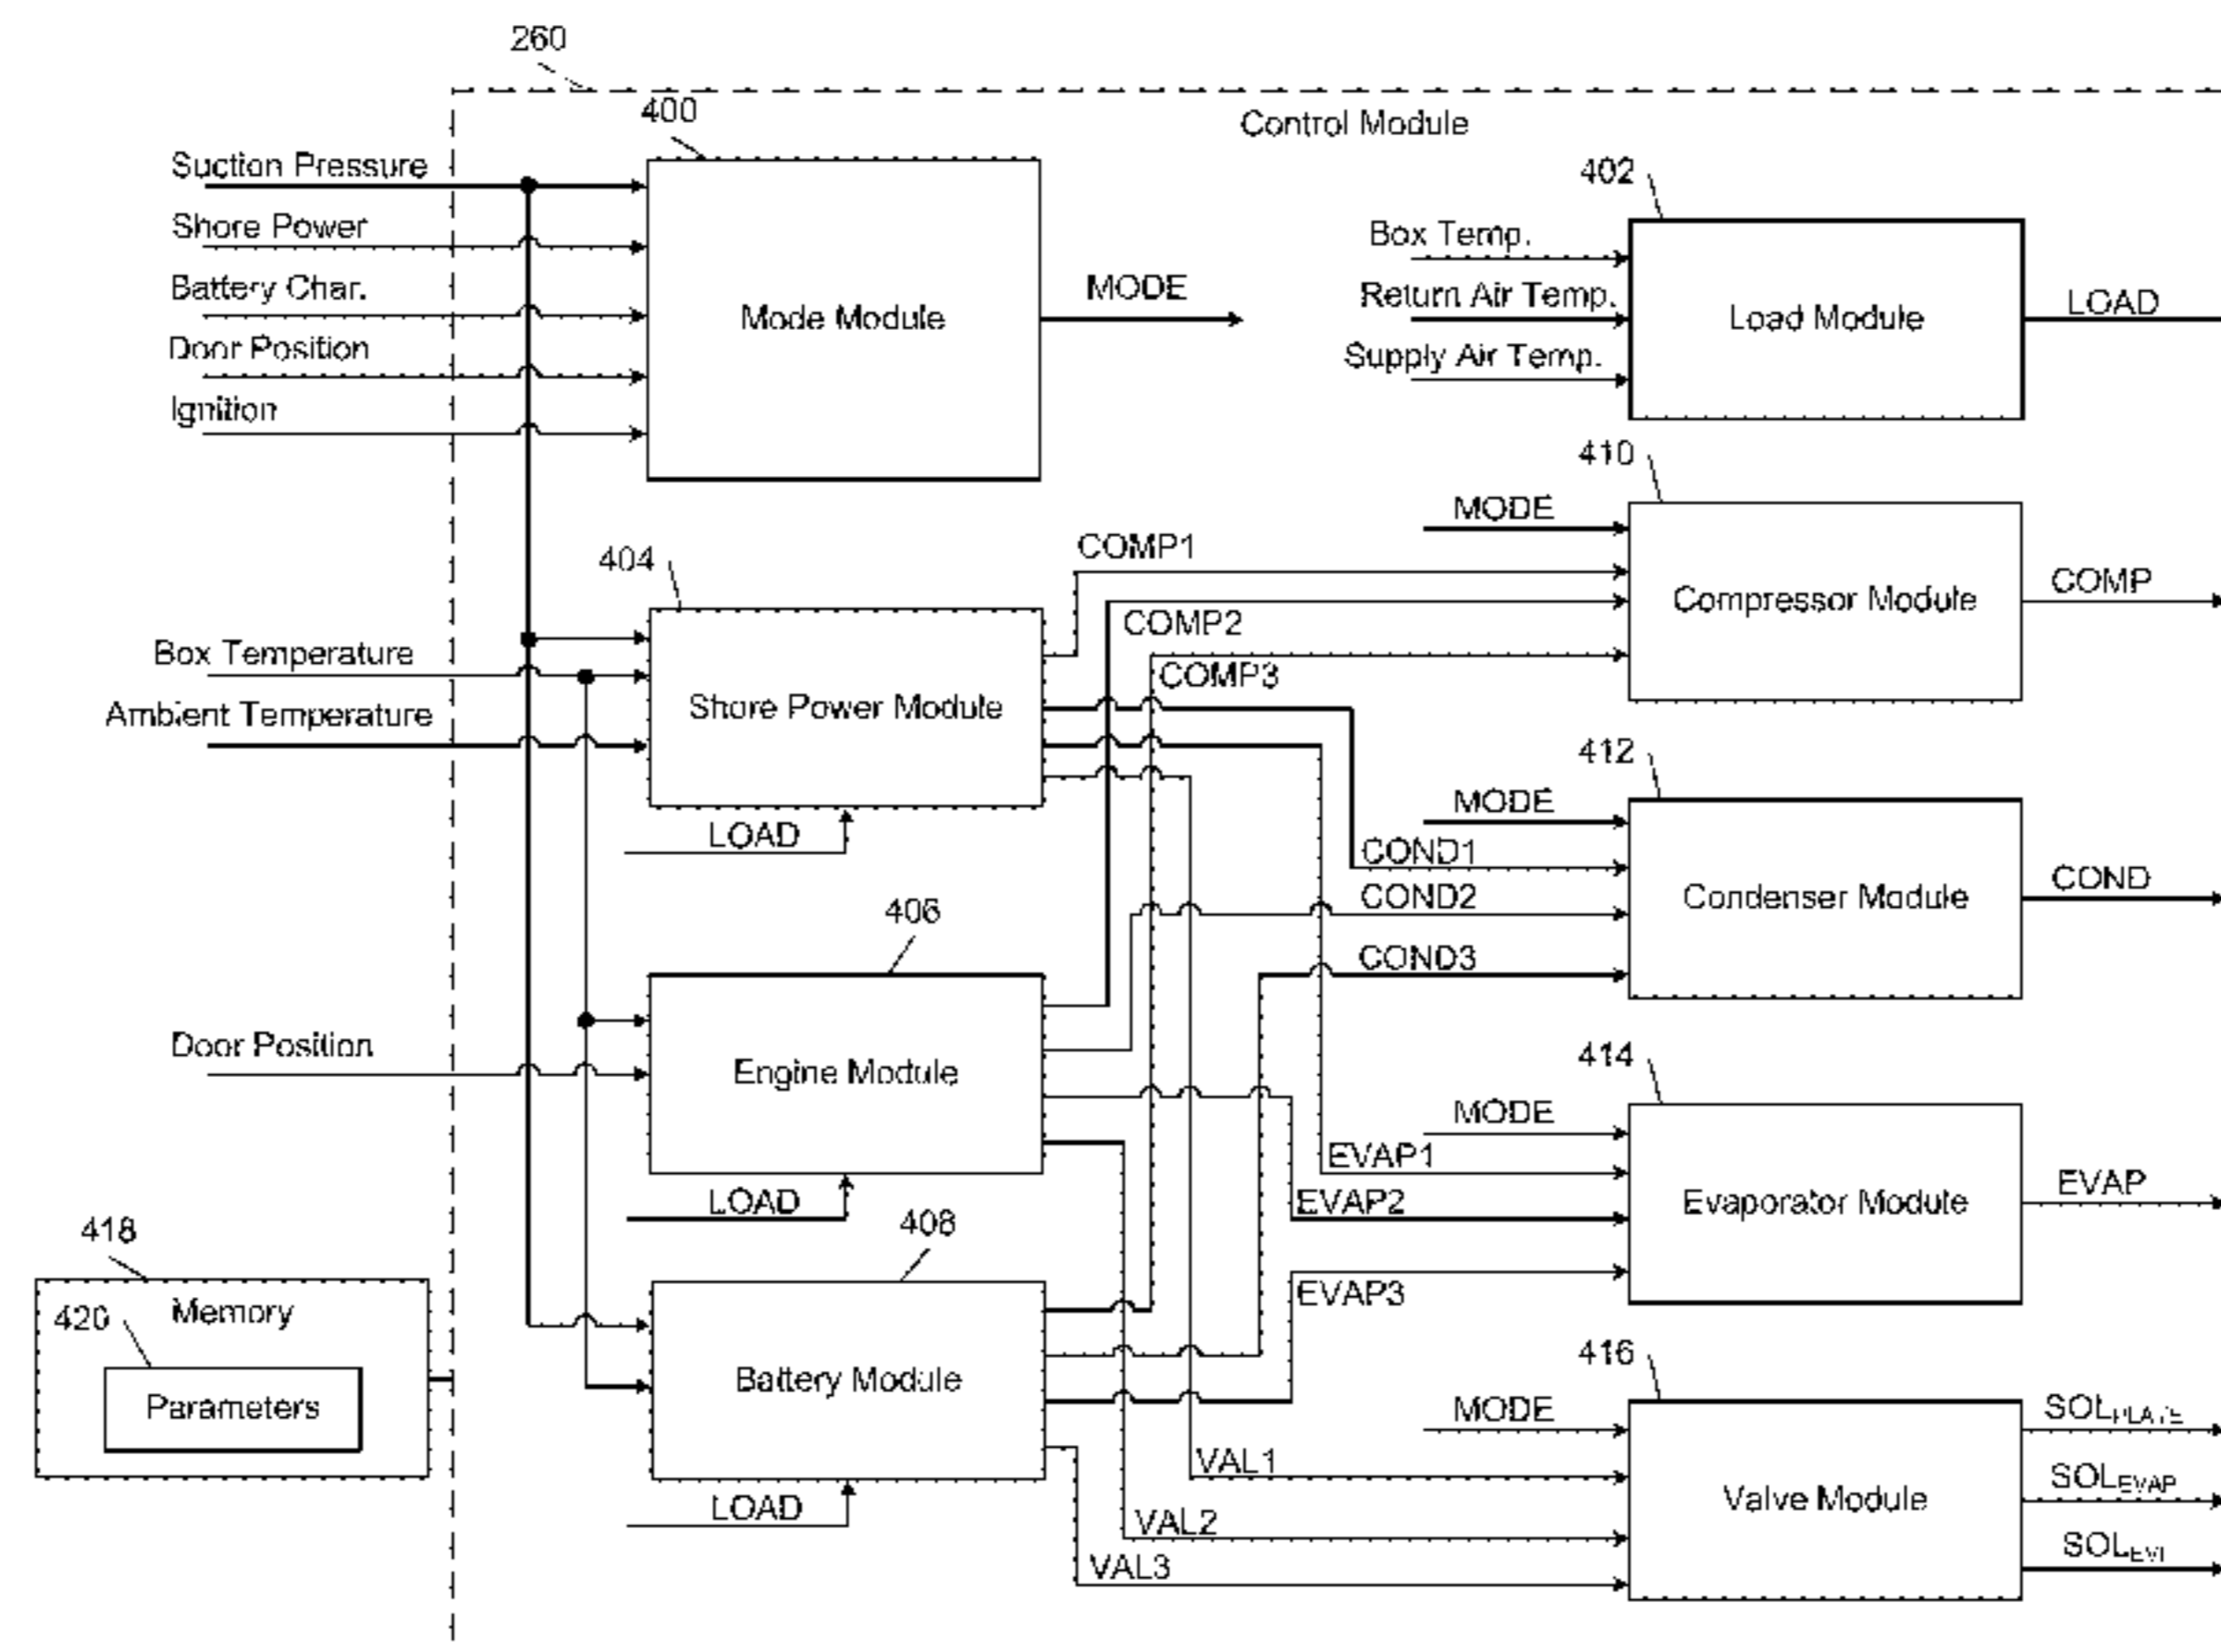 260
Control Module
400
Suction Pressure
Shore Power
Battery Char.
Door Position
Ignition
Mode Module
MODE
402
Box Temp.
Return Air Temp.
Supply Air Temp.
Load Module
LOAD
410
MODE
COMP1
COMP2
COMP3
Compressor Module
COMP
404
Box Temperature
Ambient Temperature
Shore Power Module
LOAD
412
MODE
COND1
COND2
COND3
Condenser Module
COND
406
Door Position
Engine Module
LOAD
414
MODE
EVAP1
EVAP2
EVAP3
Evaporator Module
EVAP
408
Battery Module
LOAD
418
Memory
420
Parameters
416
MODE
VAL1
VAL2
VAL3
Valve Module
SOLPLATE
SOLEVAP
SOLEVI